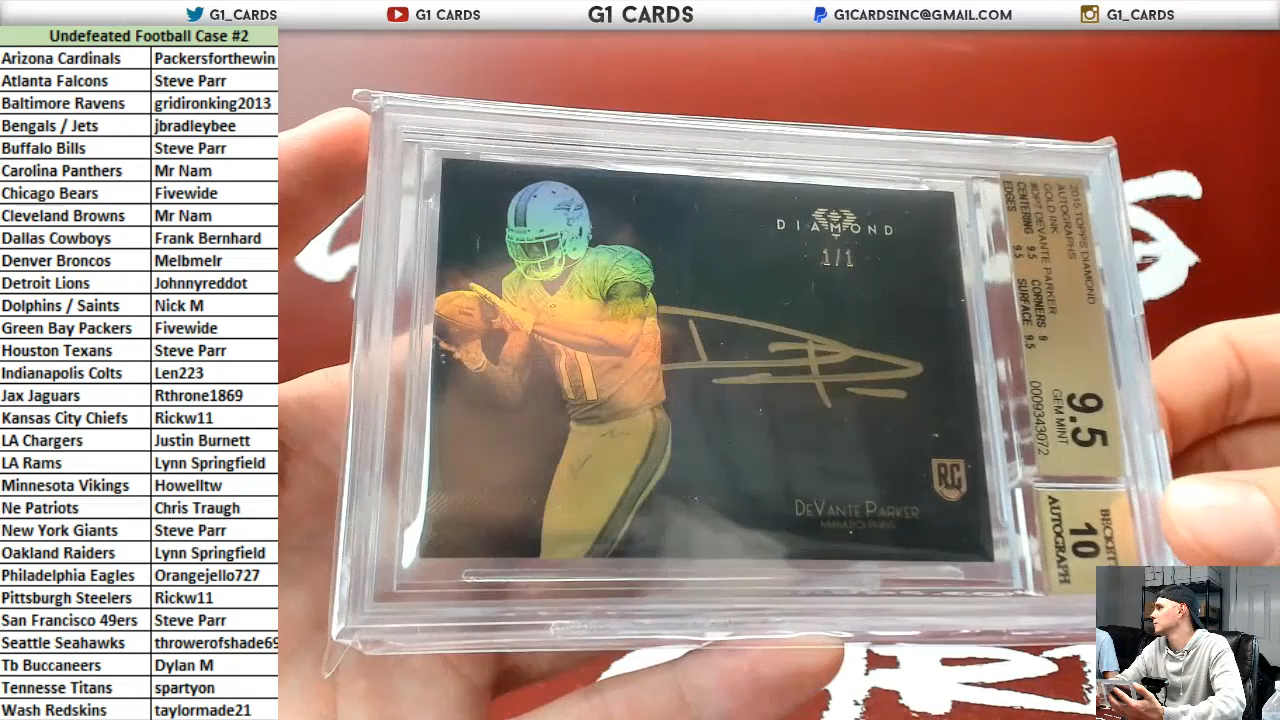 G1_CARDS
G1 CARDS
G1 CARDS
G1CARDSINC@GMAIL.COM
G1_CARDS
Undefeated Football Case #2
Arizona Cardinals Packersforthewin
Atlanta Falcons Steve Parr
Baltimore Ravens gridironking2013
Bengals / Jets jbradleybee
Buffalo Bills Steve Parr
Carolina Panthers Mr Nam
Chicago Bears Fivewide
Cleveland Browns Mr Nam
Dallas Cowboys Frank Bernhard
Denver Broncos Melbmelr
Detroit Lions Johnnyreddot
Dolphins / Saints Nick M
Green Bay Packers Fivewide
Houston Texans Steve Parr
Indianapolis Colts Len223
Jax Jaguars Rthrone1869
Kansas City Chiefs Rickw11
LA Chargers Justin Burnett
LA Rams Lynn Springfield
Minnesota Vikings Howelltw
Ne Patriots Chris Traugh
New York Giants Steve Parr
Oakland Raiders Lynn Springfield
Philadelphia Eagles Orangejello727
Pittsburgh Steelers Rickw11
San Francisco 49ers Steve Parr
Seattle Seahawks throwerofshade69
Tb Buccaneers Dylan M
Tennesse Titans spartyon
Wash Redskins taylormade21
DIAMOND
1/1
11
RC
DEVANTE PARKER
MIAMI DOLPHINS
2015 TOPPS DIAMOND
AUTOGRAPHS
GOLD INK
DEVANTE PARKER
CENTERING 9.5 CORNERS 9
EDGES 9.5 SURFACE 9.5
0009343072
9.5
GEM MINT
BECKETT
10
AUTOGRAPH